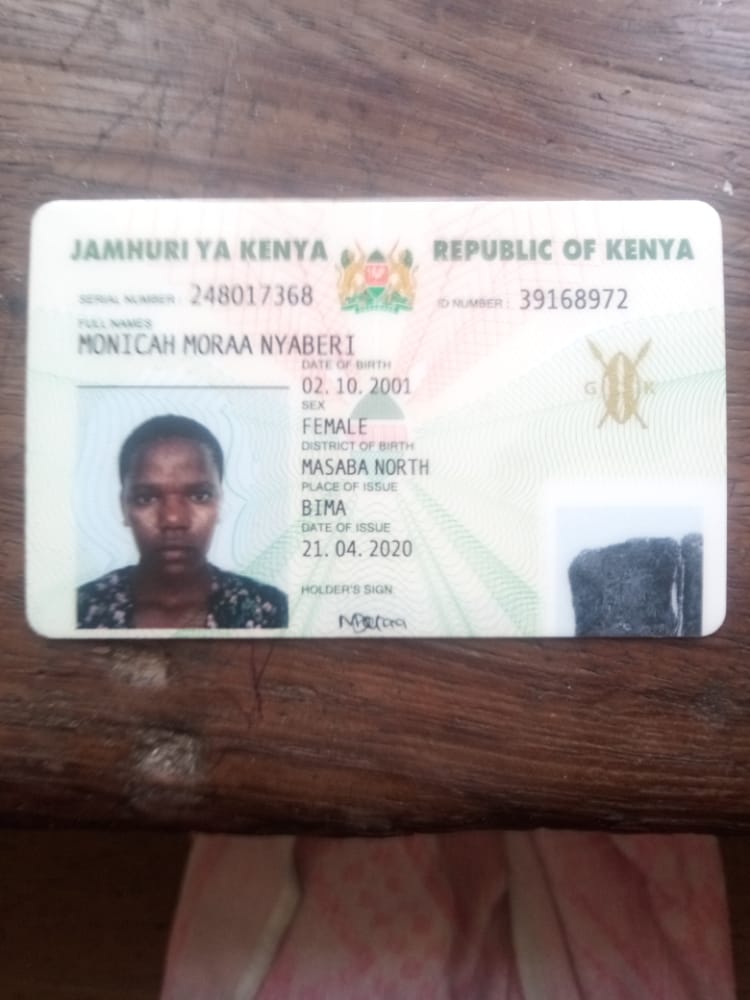 JAMHURI YA KENYA REPUBLIC OF KENYA
SERIAL NUMBER: 248017368 ID NUMBER: 39168972
FULL NAMES
MONICAH MORAA NYABERI
DATE OF BIRTH
02. 10. 2001
SEX
FEMALE
DISTRICT OF BIRTH
MASABA NORTH
PLACE OF ISSUE
BIMA
DATE OF ISSUE
21. 04. 2020
HOLDER'S SIGN
G K